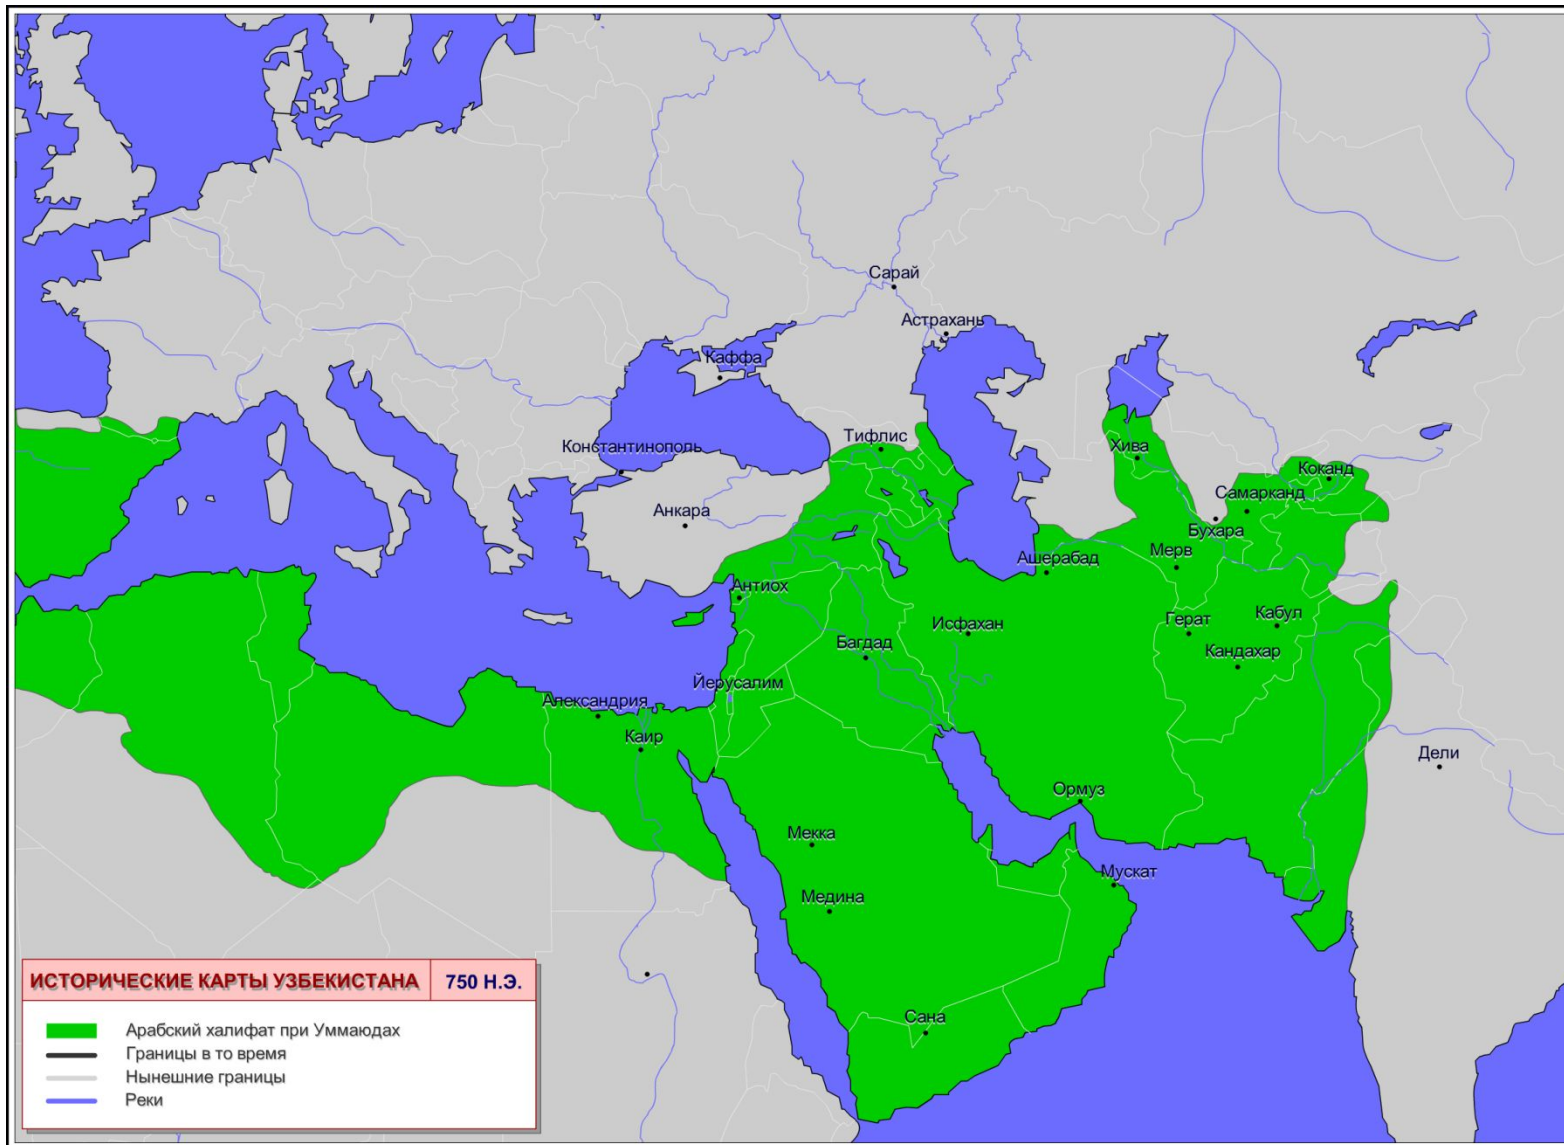 Сарай
Астрахань
Каффа
Константинополь
Тифлис
Хива
Коканд
Самарканд
Анкара
Бухара
Мерв
Ашерабад
Антиох
Исфахан
Герат
Кабул
Багдад
Кандахар
Йерусалим
Александрия
Каир
Дели
Ормуз
Мекка
Мускат
Медина
Сана
ИСТОРИЧЕСКИЕ КАРТЫ УЗБЕКИСТАНА 750 Н.Э.
Арабский халифат при Уммаюдах
Границы в то время
Нынешние границы
Реки